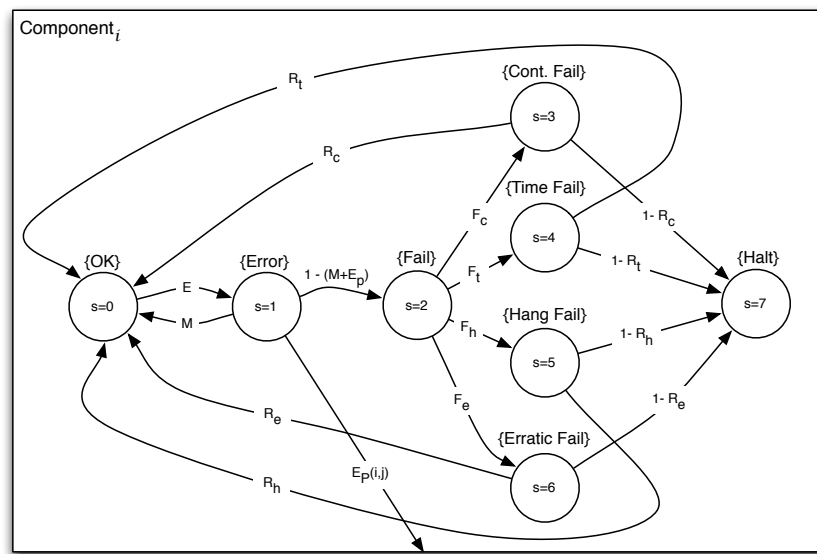 Component_i
R_t
{Cont. Fail}
s=3
R_c
{Time Fail}
F_c
1- R_c
s=4
{OK}
{Error}
{Fail}
{Halt}
1 - (M+E_p)
F_t
1- R_t
E
s=0
s=1
s=2
s=7
M
{Hang Fail}
F_h
1- R_h
s=5
F_e
1- R_e
R_e
{Erratic Fail}
E_P(i,j)
R_h
s=6